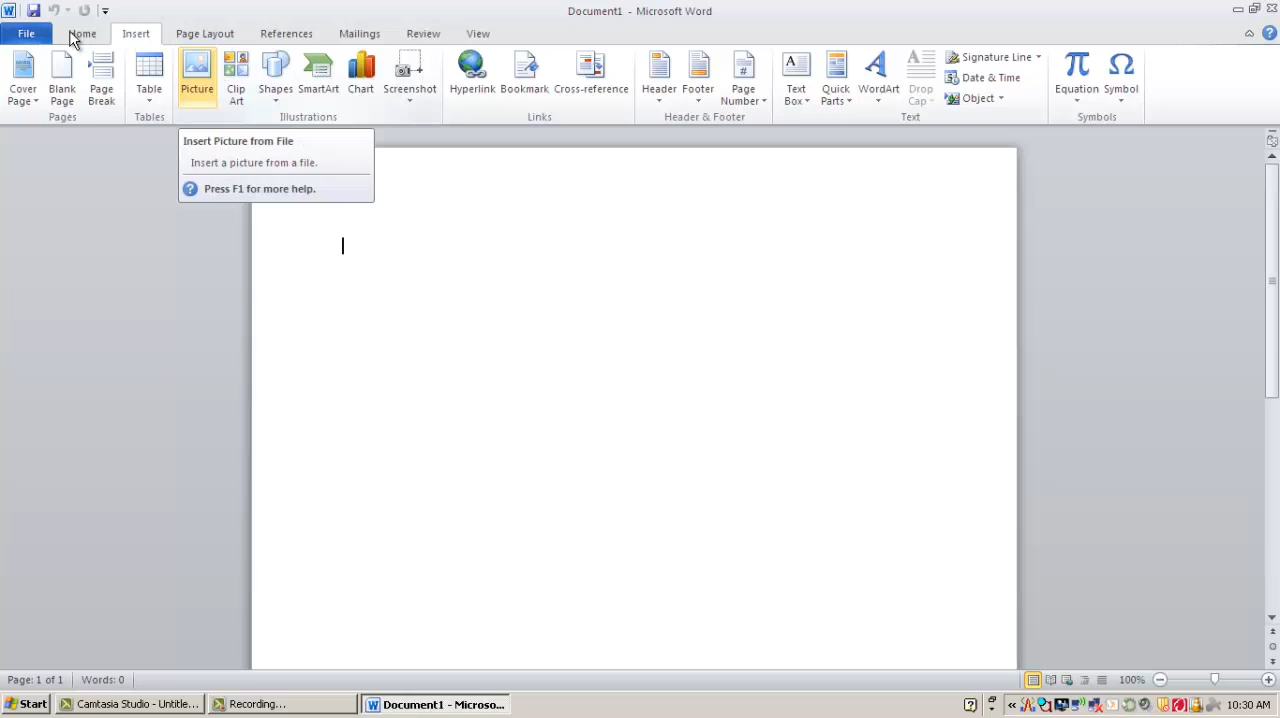 Document1 - Microsoft Word
File Home Insert Page Layout References Mailings Review View
Cover Page Blank Page Page Break Table Picture Clip Art Shapes SmartArt Chart Screenshot Hyperlink Bookmark Cross-reference Header Footer Page Number Text Box Quick Parts WordArt Drop Cap Signature Line Equation Symbol
Date & Time
Object
Pages Tables Illustrations Links Header & Footer Text Symbols
Insert Picture from File
Insert a picture from a file.
Press F1 for more help.
Page: 1 of 1 Words: 0 100%
Start Camtasia Studio - Untitle... Recording... Document1 - Microso... 10:30 AM